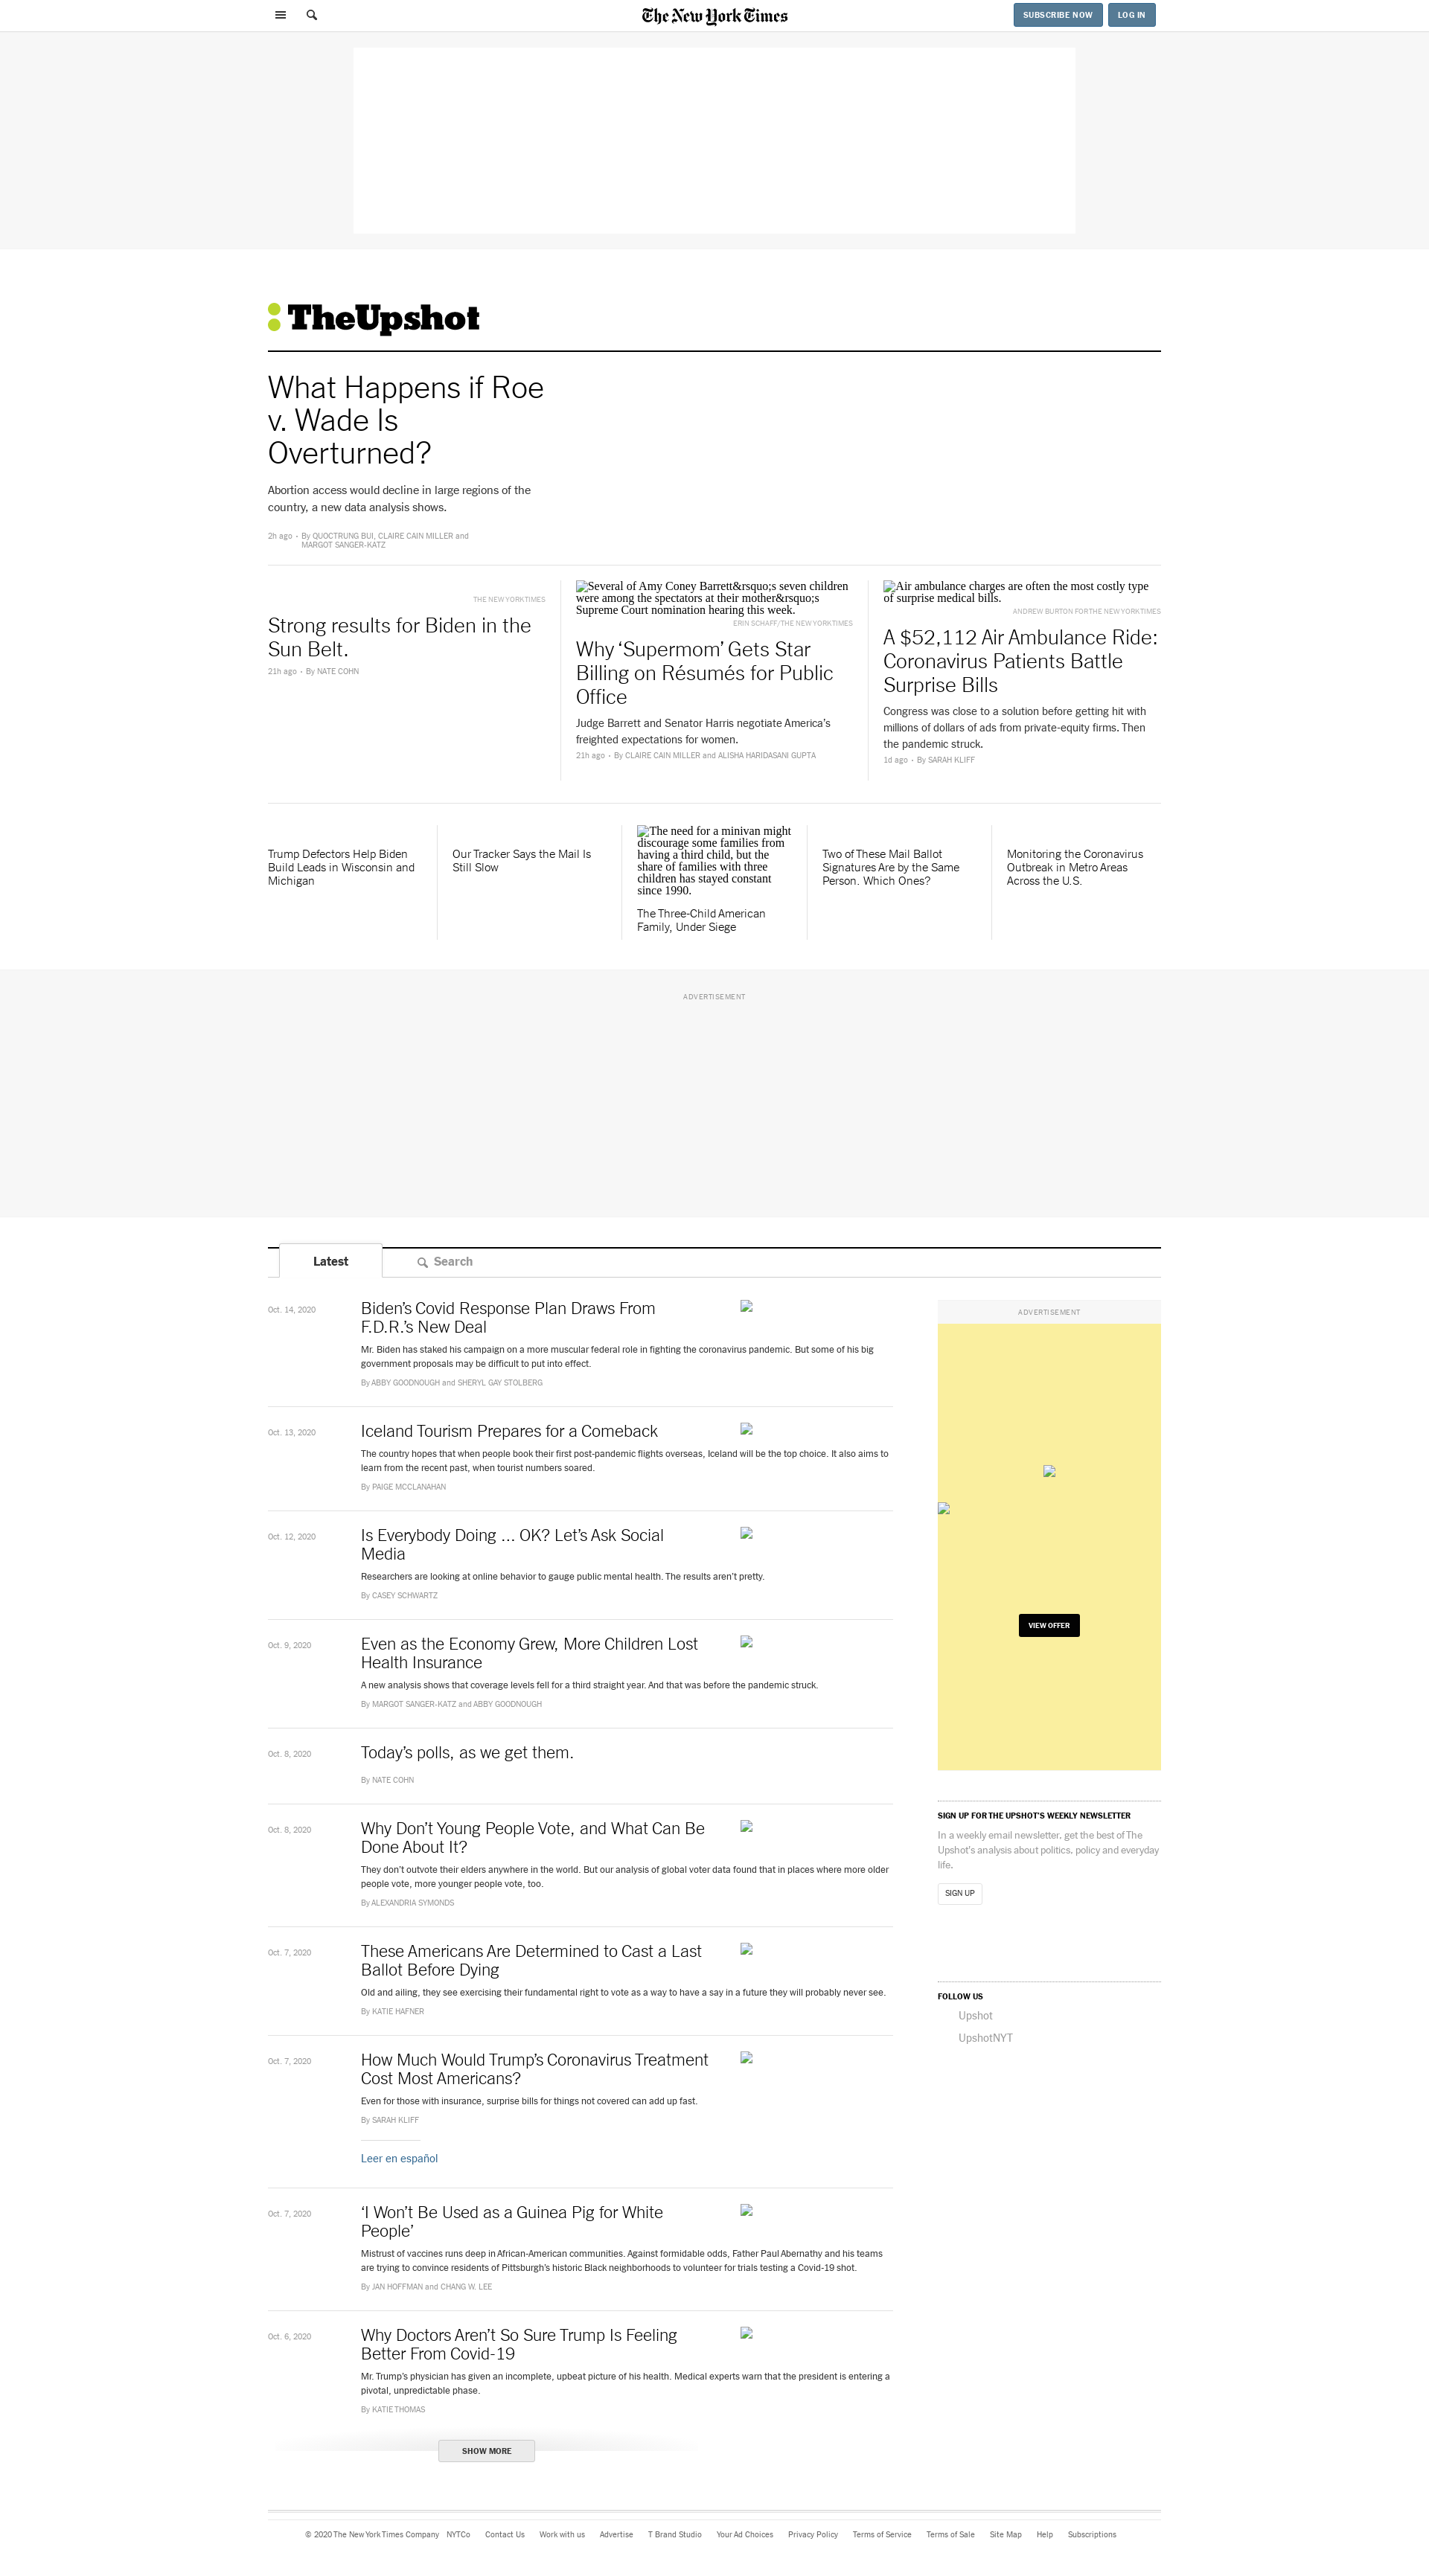 The New York Times
SUBSCRIBE NOW
LOG IN
TheUpshot
What Happens if Roe
v. Wade Is
Overturned?
Abortion access would decline in large regions of the
country, a new data analysis shows.
2h ago • By QUOCTRUNG BUI, CLAIRE CAIN MILLER and
MARGOT SANGER-KATZ
THE NEW YORK TIMES
Strong results for Biden in the
Sun Belt.
21h ago • By NATE COHN
Several of Amy Coney Barrett&rsquo;s seven children
were among the spectators at their mother&rsquo;s
Supreme Court nomination hearing this week.
ERIN SCHAFF/THE NEW YORK TIMES
Why ‘Supermom’ Gets Star
Billing on Résumés for Public
Office
Judge Barrett and Senator Harris negotiate America’s
freighted expectations for women.
21h ago • By CLAIRE CAIN MILLER and ALISHA HARIDASANI GUPTA
Air ambulance charges are often the most costly type
of surprise medical bills.
ANDREW BURTON FOR THE NEW YORK TIMES
A $52,112 Air Ambulance Ride:
Coronavirus Patients Battle
Surprise Bills
Congress was close to a solution before getting hit with
millions of dollars of ads from private-equity firms. Then
the pandemic struck.
1d ago • By SARAH KLIFF
Trump Defectors Help Biden
Build Leads in Wisconsin and
Michigan
Our Tracker Says the Mail Is
Still Slow
The need for a minivan might
discourage some families from
having a third child, but the
share of families with three
children has stayed constant
since 1990.
The Three-Child American
Family, Under Siege
Two of These Mail Ballot
Signatures Are by the Same
Person. Which Ones?
Monitoring the Coronavirus
Outbreak in Metro Areas
Across the U.S.
ADVERTISEMENT
Latest
Search
Oct. 14, 2020
Biden’s Covid Response Plan Draws From
F.D.R.’s New Deal
Mr. Biden has staked his campaign on a more muscular federal role in fighting the coronavirus pandemic. But some of his big
government proposals may be difficult to put into effect.
By ABBY GOODNOUGH and SHERYL GAY STOLBERG
Oct. 13, 2020
Iceland Tourism Prepares for a Comeback
The country hopes that when people book their first post-pandemic flights overseas, Iceland will be the top choice. It also aims to
learn from the recent past, when tourist numbers soared.
By PAIGE MCCLANAHAN
Oct. 12, 2020
Is Everybody Doing ... OK? Let’s Ask Social
Media
Researchers are looking at online behavior to gauge public mental health. The results aren’t pretty.
By CASEY SCHWARTZ
Oct. 9, 2020
Even as the Economy Grew, More Children Lost
Health Insurance
A new analysis shows that coverage levels fell for a third straight year. And that was before the pandemic struck.
By MARGOT SANGER-KATZ and ABBY GOODNOUGH
Oct. 8, 2020
Today’s polls, as we get them.
By NATE COHN
Oct. 8, 2020
Why Don’t Young People Vote, and What Can Be
Done About It?
They don’t outvote their elders anywhere in the world. But our analysis of global voter data found that in places where more older
people vote, more younger people vote, too.
By ALEXANDRIA SYMONDS
Oct. 7, 2020
These Americans Are Determined to Cast a Last
Ballot Before Dying
Old and ailing, they see exercising their fundamental right to vote as a way to have a say in a future they will probably never see.
By KATIE HAFNER
Oct. 7, 2020
How Much Would Trump’s Coronavirus Treatment
Cost Most Americans?
Even for those with insurance, surprise bills for things not covered can add up fast.
By SARAH KLIFF
Leer en español
Oct. 7, 2020
‘I Won’t Be Used as a Guinea Pig for White
People’
Mistrust of vaccines runs deep in African-American communities. Against formidable odds, Father Paul Abernathy and his teams
are trying to convince residents of Pittsburgh’s historic Black neighborhoods to volunteer for trials testing a Covid-19 shot.
By JAN HOFFMAN and CHANG W. LEE
Oct. 6, 2020
Why Doctors Aren’t So Sure Trump Is Feeling
Better From Covid-19
Mr. Trump’s physician has given an incomplete, upbeat picture of his health. Medical experts warn that the president is entering a
pivotal, unpredictable phase.
By KATIE THOMAS
SHOW MORE
ADVERTISEMENT
VIEW OFFER
SIGN UP FOR THE UPSHOT’S WEEKLY NEWSLETTER
In a weekly email newsletter, get the best of The
Upshot's analysis about politics, policy and everyday
life.
SIGN UP
FOLLOW US
Upshot
UpshotNYT
© 2020 The New York Times Company NYTCo Contact Us Work with us Advertise T Brand Studio Your Ad Choices Privacy Policy Terms of Service Terms of Sale Site Map Help Subscriptions